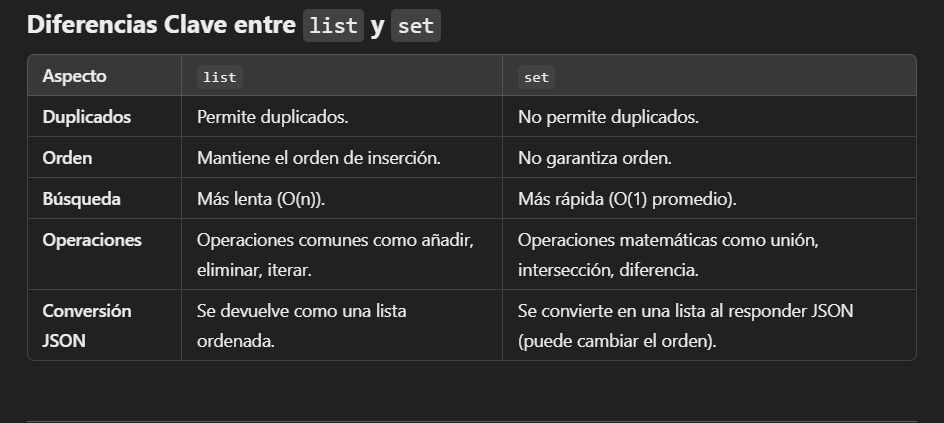 Diferencias Clave entre list y set
Aspecto list set
Duplicados Permite duplicados. No permite duplicados.
Orden Mantiene el orden de inserción. No garantiza orden.
Búsqueda Más lenta (O(n)). Más rápida (O(1) promedio).
Operaciones Operaciones comunes como añadir, Operaciones matemáticas como unión,
eliminar, iterar. intersección, diferencia.
Conversión Se devuelve como una lista Se convierte en una lista al responder JSON
JSON ordenada. (puede cambiar el orden).